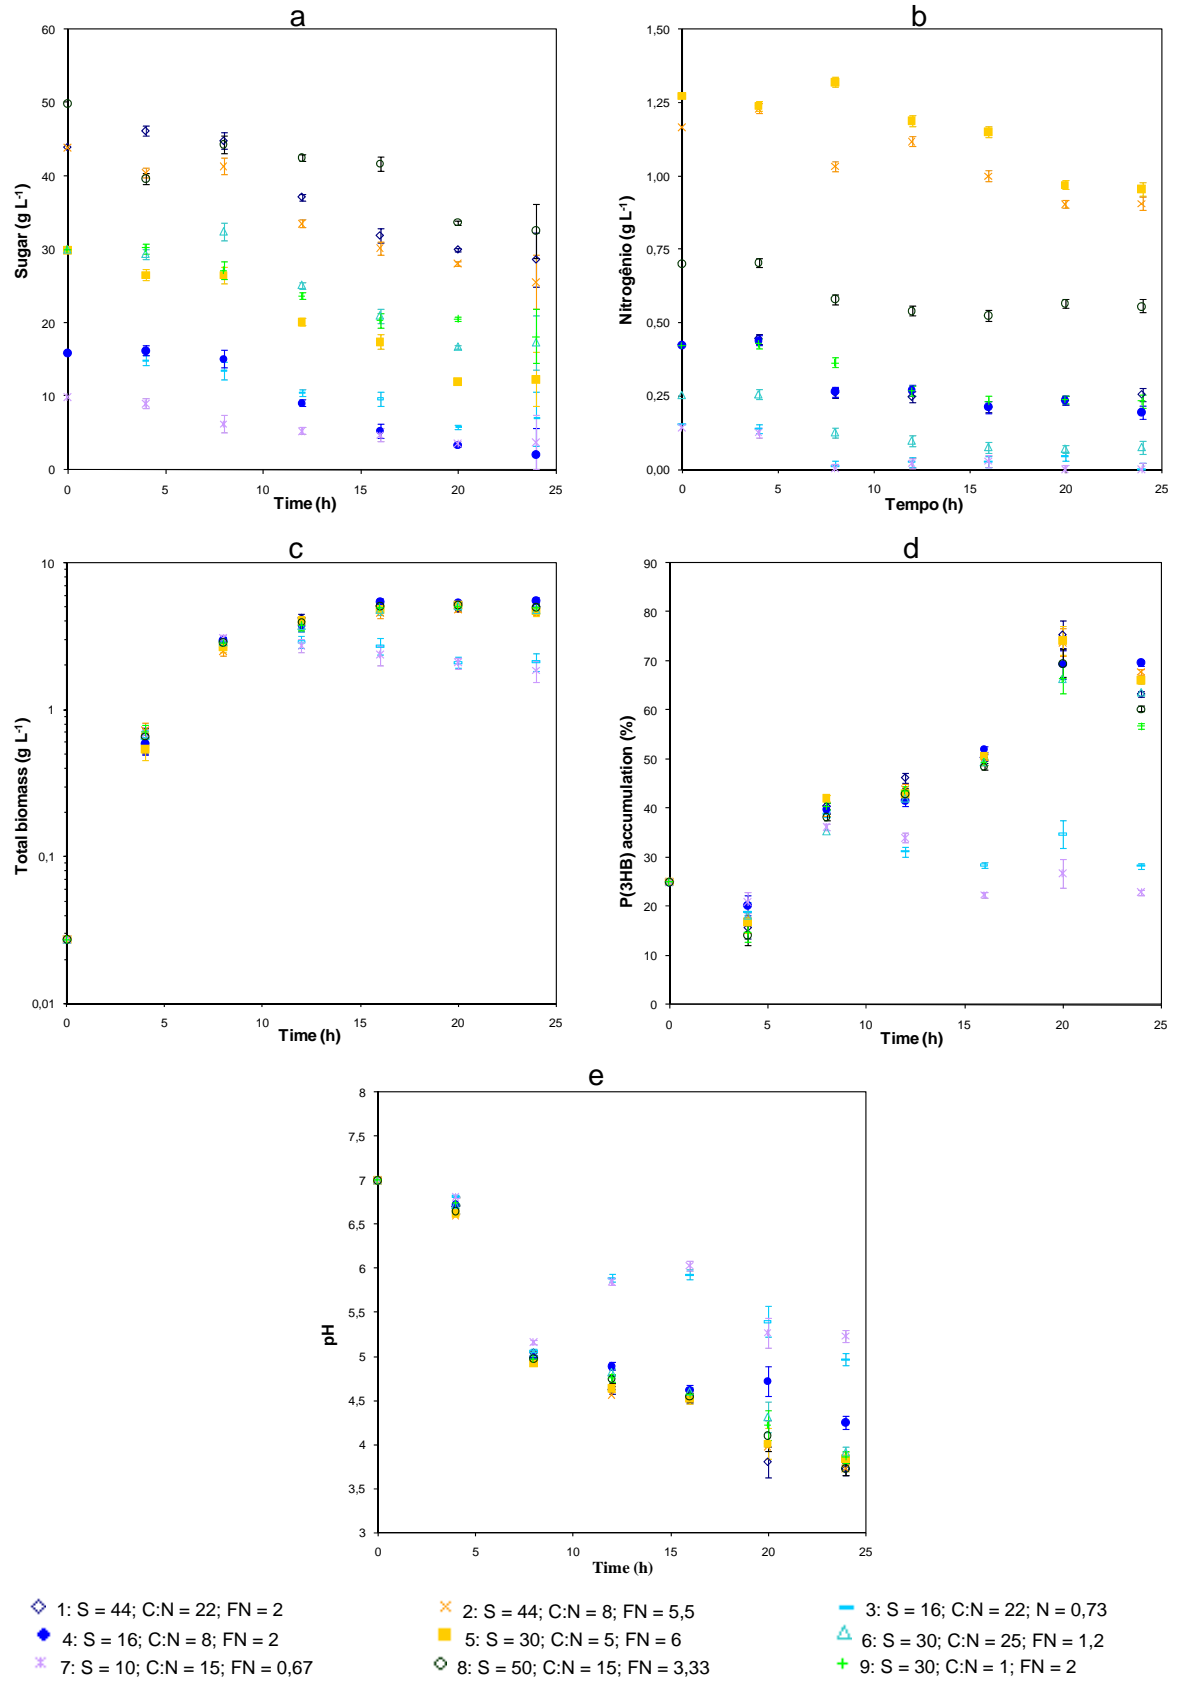 a
60
50
40
30
20
10
0
Sugar (g L-1)
0 5 10 15 20 25
Time (h)
b
1,50
1,25
1,00
0,75
0,50
0,25
0,00
Nitrogênio (g L-1)
0 5 10 15 20 25
Tempo (h)
c
10
1
0,1
0,01
Total biomass (g L-1)
0 5 10 15 20 25
Time (h)
d
90
80
70
60
50
40
30
20
10
0
P(3HB) accumulation (%)
0 5 10 15 20 25
Time (h)
e
8
7,5
7
6,5
6
5,5
5
4,5
4
3,5
3
pH
0 5 10 15 20 25
Time (h)
1: S = 44; C:N = 22; FN = 2
2: S = 44; C:N = 8; FN = 5,5
3: S = 16; C:N = 22; N = 0,73
4: S = 16; C:N = 8; FN = 2
5: S = 30; C:N = 5; FN = 6
6: S = 30; C:N = 25; FN = 1,2
7: S = 10; C:N = 15; FN = 0,67
8: S = 50; C:N = 15; FN = 3,33
9: S = 30; C:N = 1; FN = 2